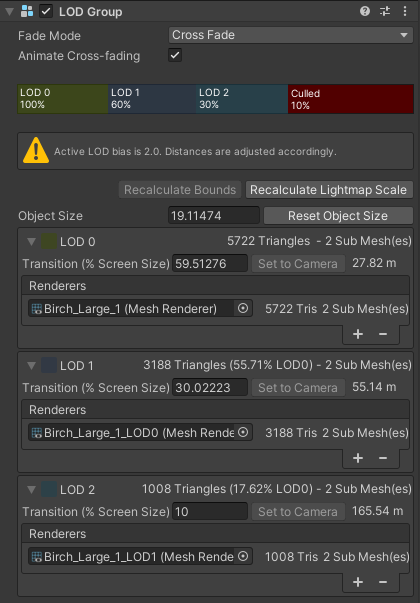 LOD Group
Fade Mode Cross Fade
Animate Cross-fading
LOD 0 LOD 1 LOD 2 Culled
100% 60% 30% 10%
Active LOD bias is 2.0. Distances are adjusted accordingly.
Recalculate Bounds Recalculate Lightmap Scale
Object Size 19.11474 Reset Object Size
LOD 0 5722 Triangles - 2 Sub Mesh(es)
Transition (% Screen Size) 59.51276 Set to Camera 27.82 m
Renderers
Birch_Large_1 (Mesh Renderer) 5722 Tris 2 Sub Mesh(es)
+ −
LOD 1 3188 Triangles (55.71% LOD0) - 2 Sub Mesh(es)
Transition (% Screen Size) 30.02223 Set to Camera 55.14 m
Renderers
Birch_Large_1_LOD0 (Mesh Rende 3188 Tris 2 Sub Mesh(es)
+ −
LOD 2 1008 Triangles (17.62% LOD0) - 2 Sub Mesh(es)
Transition (% Screen Size) 10 Set to Camera 165.54 m
Renderers
Birch_Large_1_LOD1 (Mesh Rende 1008 Tris 2 Sub Mesh(es)
+ −